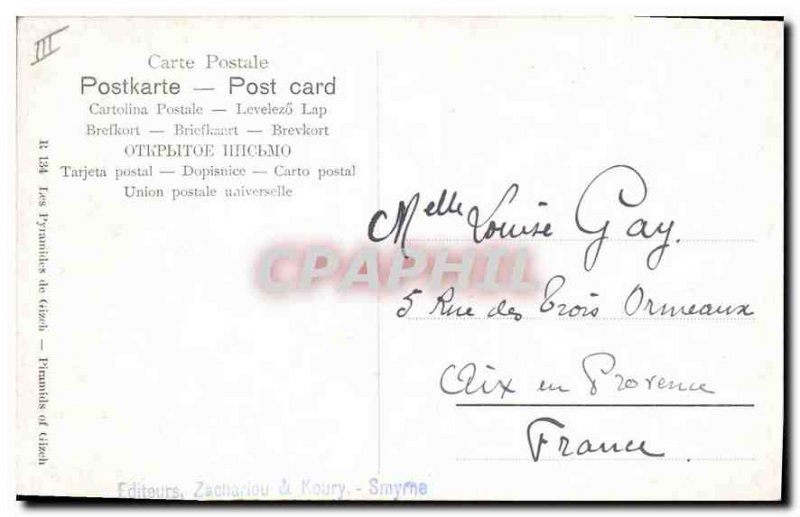 III
Carte Postale
Postkarte — Post card
Cartolina Postale — Levelező Lap
Brefkort — Briefkaart — Brevkort
ОТКРЫТОЕ ПИСЬМО
Tarjeta postal — Dopisnice — Carto postal
Union postale universelle
R 134 Les Pyramides de Gizeh — Piramids of Gizeh
Melle Louise Gay.
5 Rue des Trois Ormeaux
Aix en Provence
France.
CPAPHIL
Editeurs, Zachariou & Koury. - Smyrne